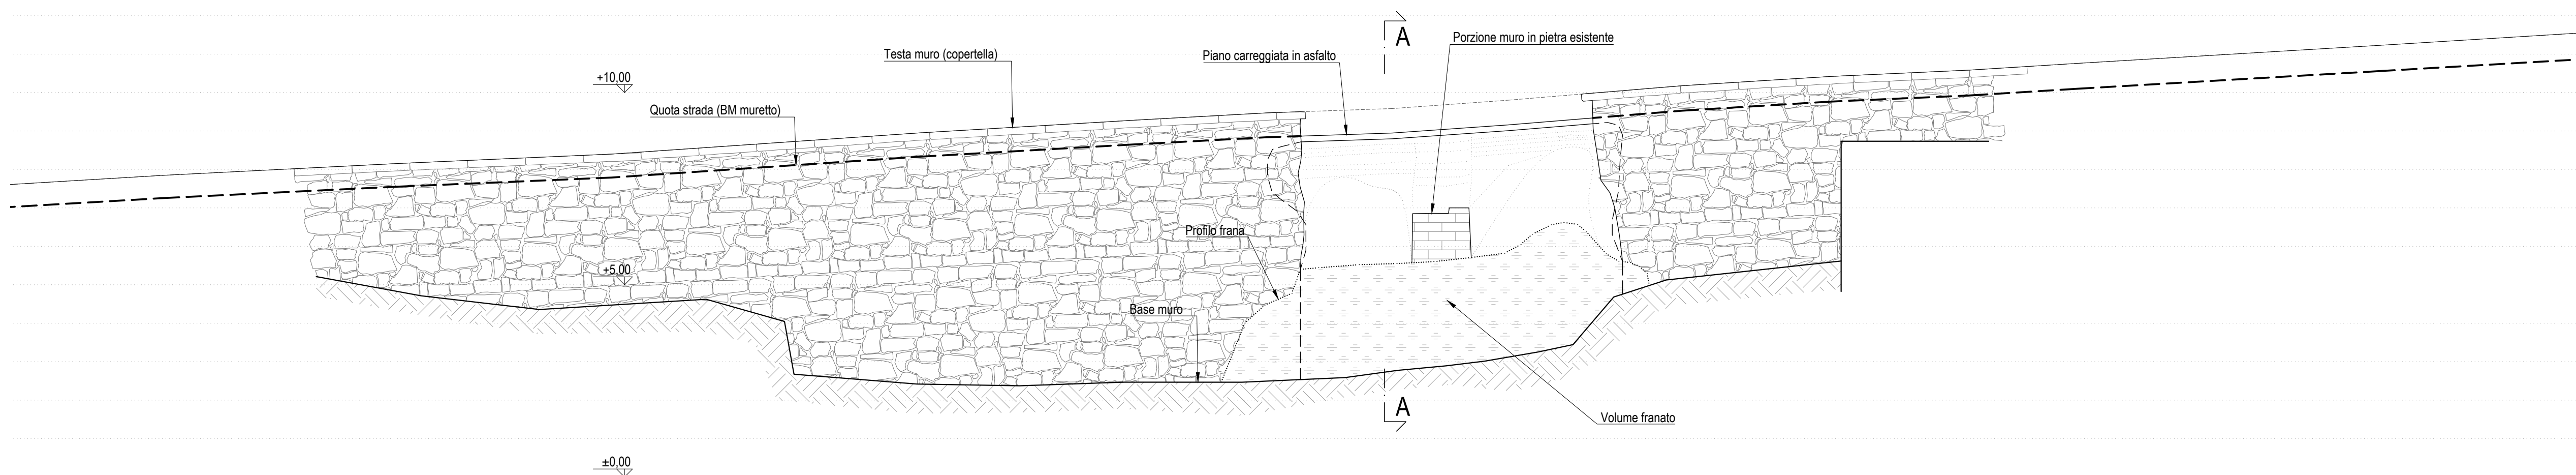 A
Porzione muro in pietra esistente
Testa muro (copertella)
Piano carreggiata in asfalto
+10,00
Quota strada (BM muretto)
Profilo frana
+5,00
Base muro
A
Volume franato
±0,00